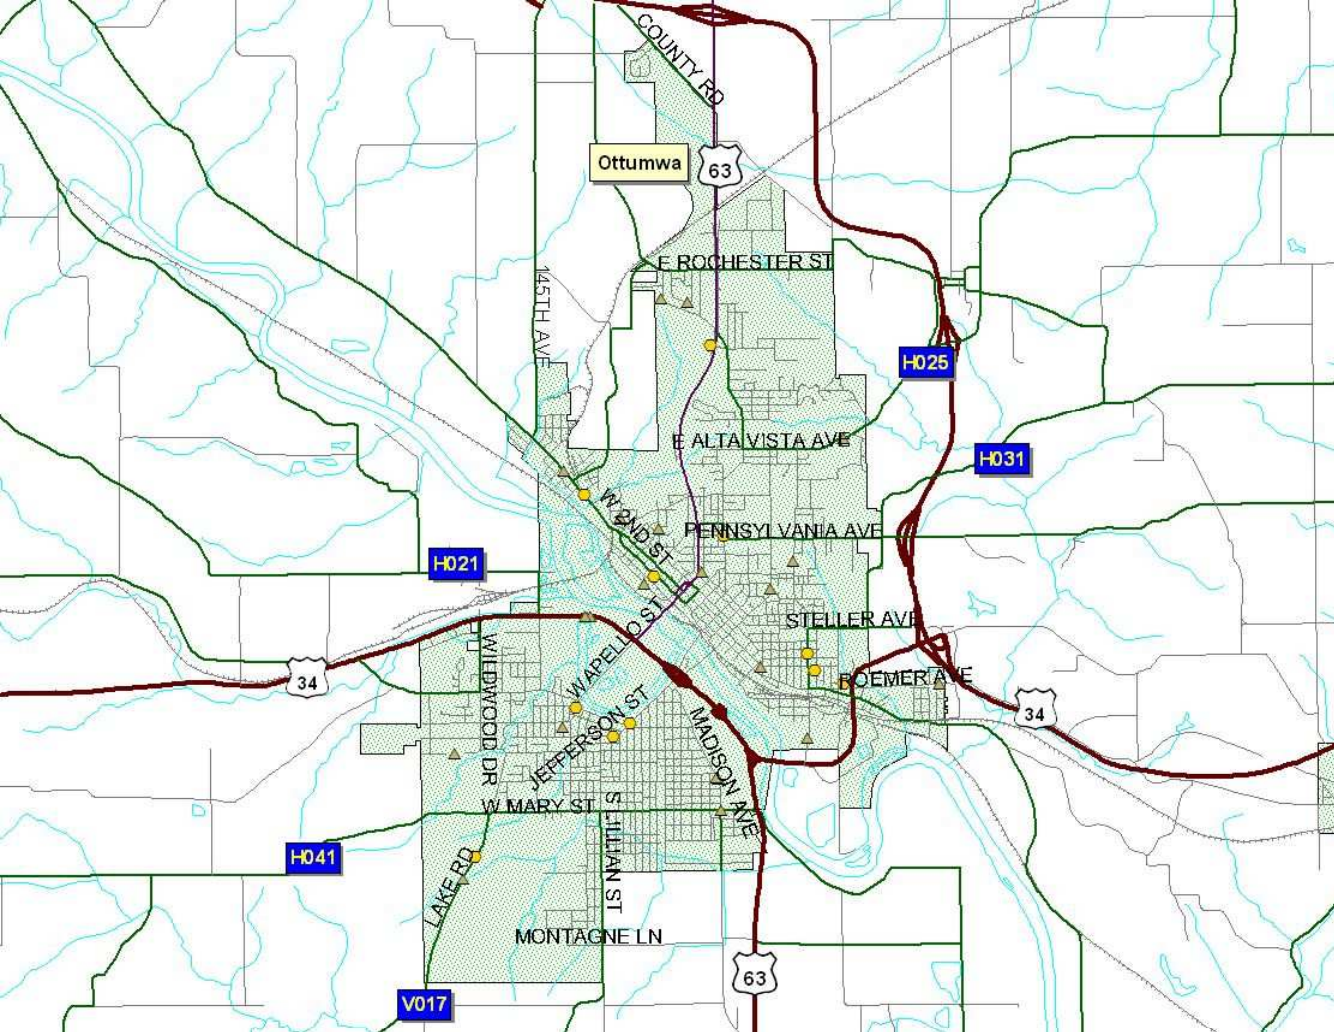 COUNTY RD
Ottumwa
63
E ROCHESTER ST
145TH AVE
H025
E ALTA VISTA AVE
H031
W 2ND ST
PENNSYLVANIA AVE
H021
STELLER AVE
W APELLO ST
34
WILDWOOD DR
ROEMER AVE
JEFFERSON ST
MADISON AVE
34
W MARY ST
S LILLIAN ST
H041
LAKE RD
MONTAGNE LN
63
V017